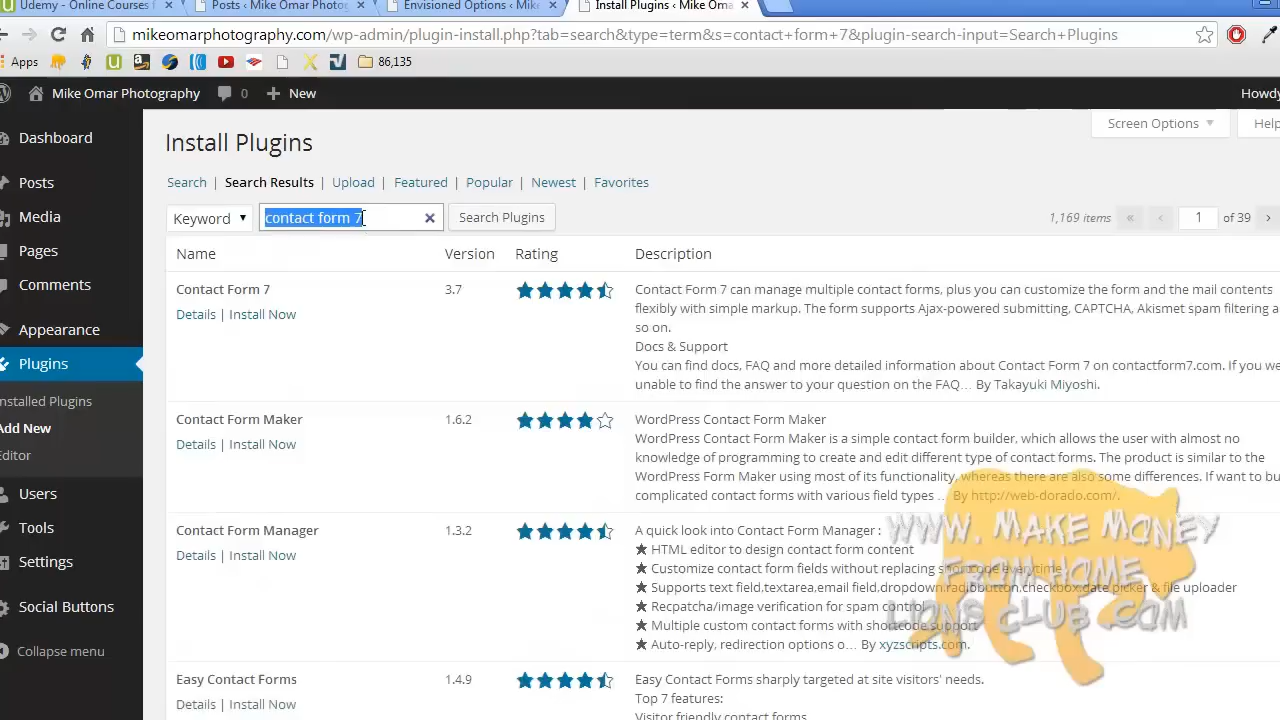 Udemy - Online Courses f
Posts ‹ Mike Omar Photogr
Envisioned Options ‹ Mike
Install Plugins ‹ Mike Oma
mikeomarphotography.com/wp-admin/plugin-install.php?tab=search&type=term&s=contact+form+7&plugin-search-input=Search+Plugins
Apps
86,135
Mike Omar Photography
0
New
Howdy
Dashboard
Posts
Media
Pages
Comments
Appearance
Plugins
nstalled Plugins
Add New
Editor
Users
Tools
Settings
Social Buttons
Collapse menu
Screen Options
Help
Install Plugins
Search | Search Results | Upload | Featured | Popular | Newest | Favorites
Keyword
contact form 7
Search Plugins
1,169 items « ‹ 1 of 39 ›
Name Version Rating Description
Contact Form 7
Details | Install Now
3.7
Contact Form 7 can manage multiple contact forms, plus you can customize the form and the mail contents
flexibly with simple markup. The form supports Ajax-powered submitting, CAPTCHA, Akismet spam filtering a
so on.
Docs & Support
You can find docs, FAQ and more detailed information about Contact Form 7 on contactform7.com. If you we
unable to find the answer to your question on the FAQ… By Takayuki Miyoshi.
Contact Form Maker
Details | Install Now
1.6.2
WordPress Contact Form Maker
WordPress Contact Form Maker is a simple contact form builder, which allows the user with almost no
knowledge of programming to create and edit different type of contact forms. The product is similar to the
WordPress Form Maker using most of its functionality, whereas there are also some differences. If want to bu
complicated contact forms with various field types … By http://web-dorado.com/.
Contact Form Manager
Details | Install Now
1.3.2
A quick look into Contact Form Manager :
★ HTML editor to design contact form content
★ Customize contact form fields without replacing shortcode everytime
★ Supports text field,textarea,email field,dropdown,radiobutton,checkbox,date picker & file uploader
★ Recpatcha/image verification for spam control
★ Multiple custom contact forms with shortcode support
★ Auto-reply, redirection options o… By xyzscripts.com.
Easy Contact Forms
Details | Install Now
1.4.9
Easy Contact Forms sharply targeted at site visitors' needs.
Top 7 features:
Visitor friendly contact forms
www. Make Money
From Home
Lions Club .com